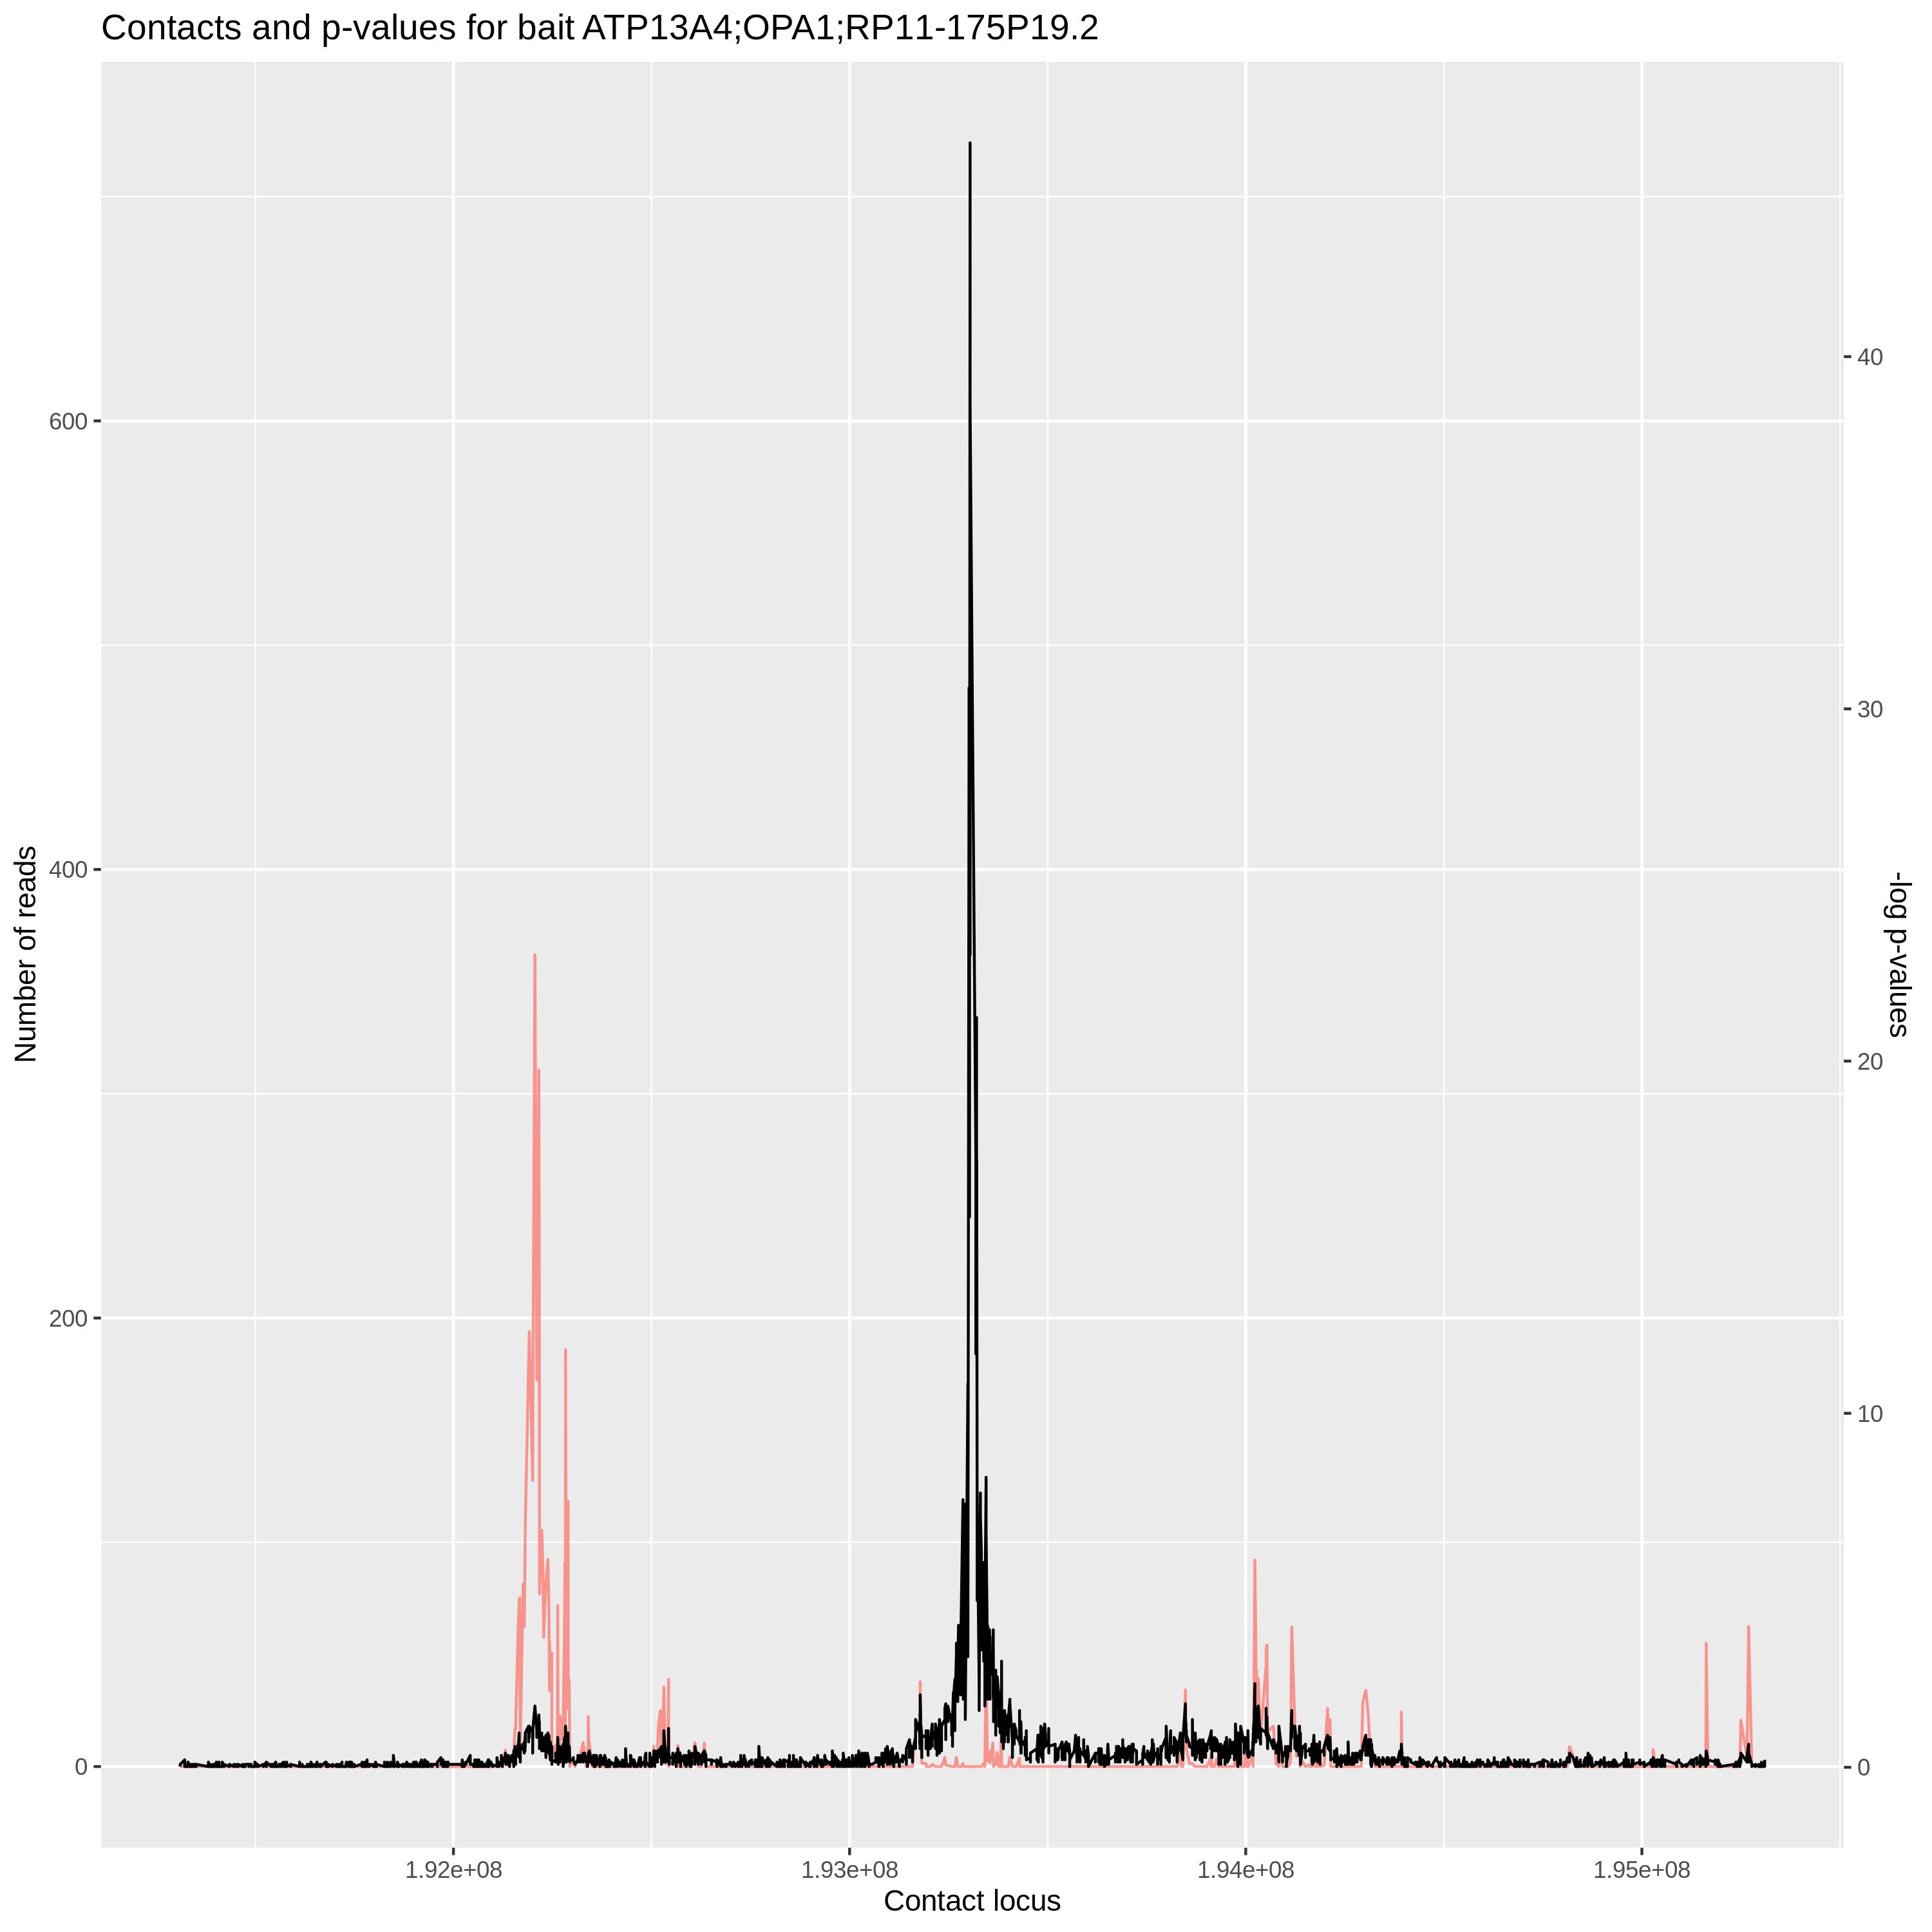 Contacts and p-values for bait ATP13A4;OPA1;RP11-175P19.2
Number of reads
600
400
200
0
40
30
20
10
0
-log p-values
1.92e+08 1.93e+08 1.94e+08 1.95e+08
Contact locus